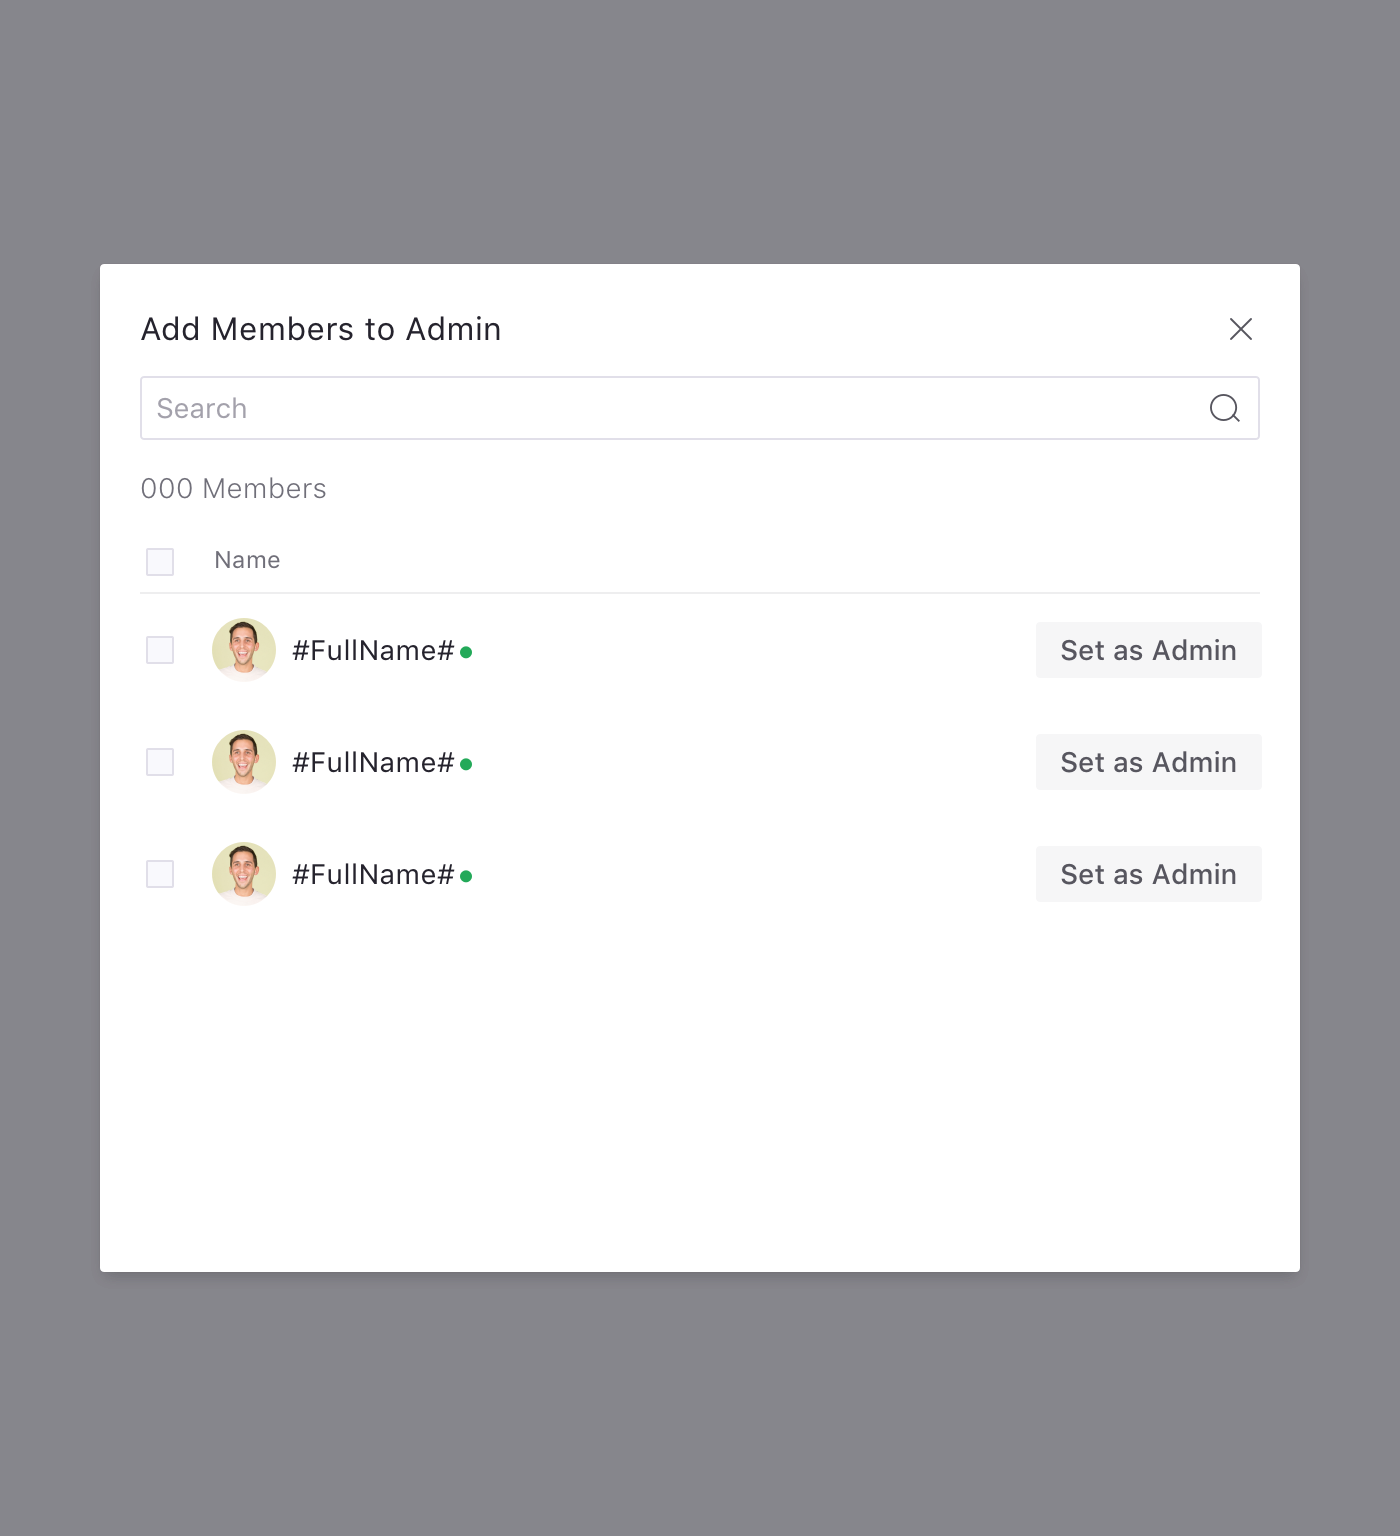 Add Members to Admin
Search
000 Members
Name
#FullName#
Set as Admin
#FullName#
Set as Admin
#FullName#
Set as Admin